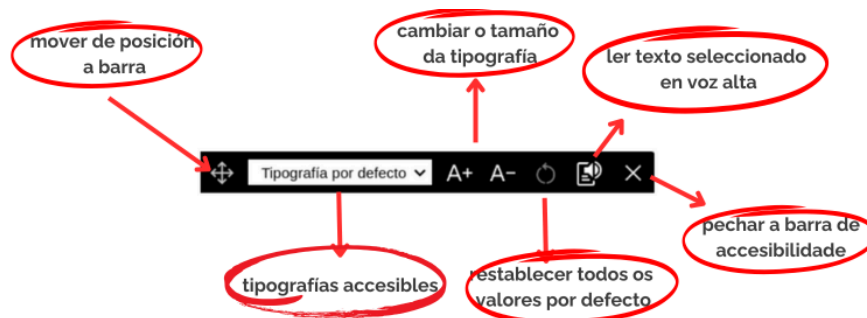 mover de posición
a barra
cambiar o tamaño
da tipografía
ler texto seleccionado
en voz alta
Tipografía por defecto
A+
A-
tipografías accesibles
restablecer todos os
valores por defecto
pechar a barra de
accesibilidade